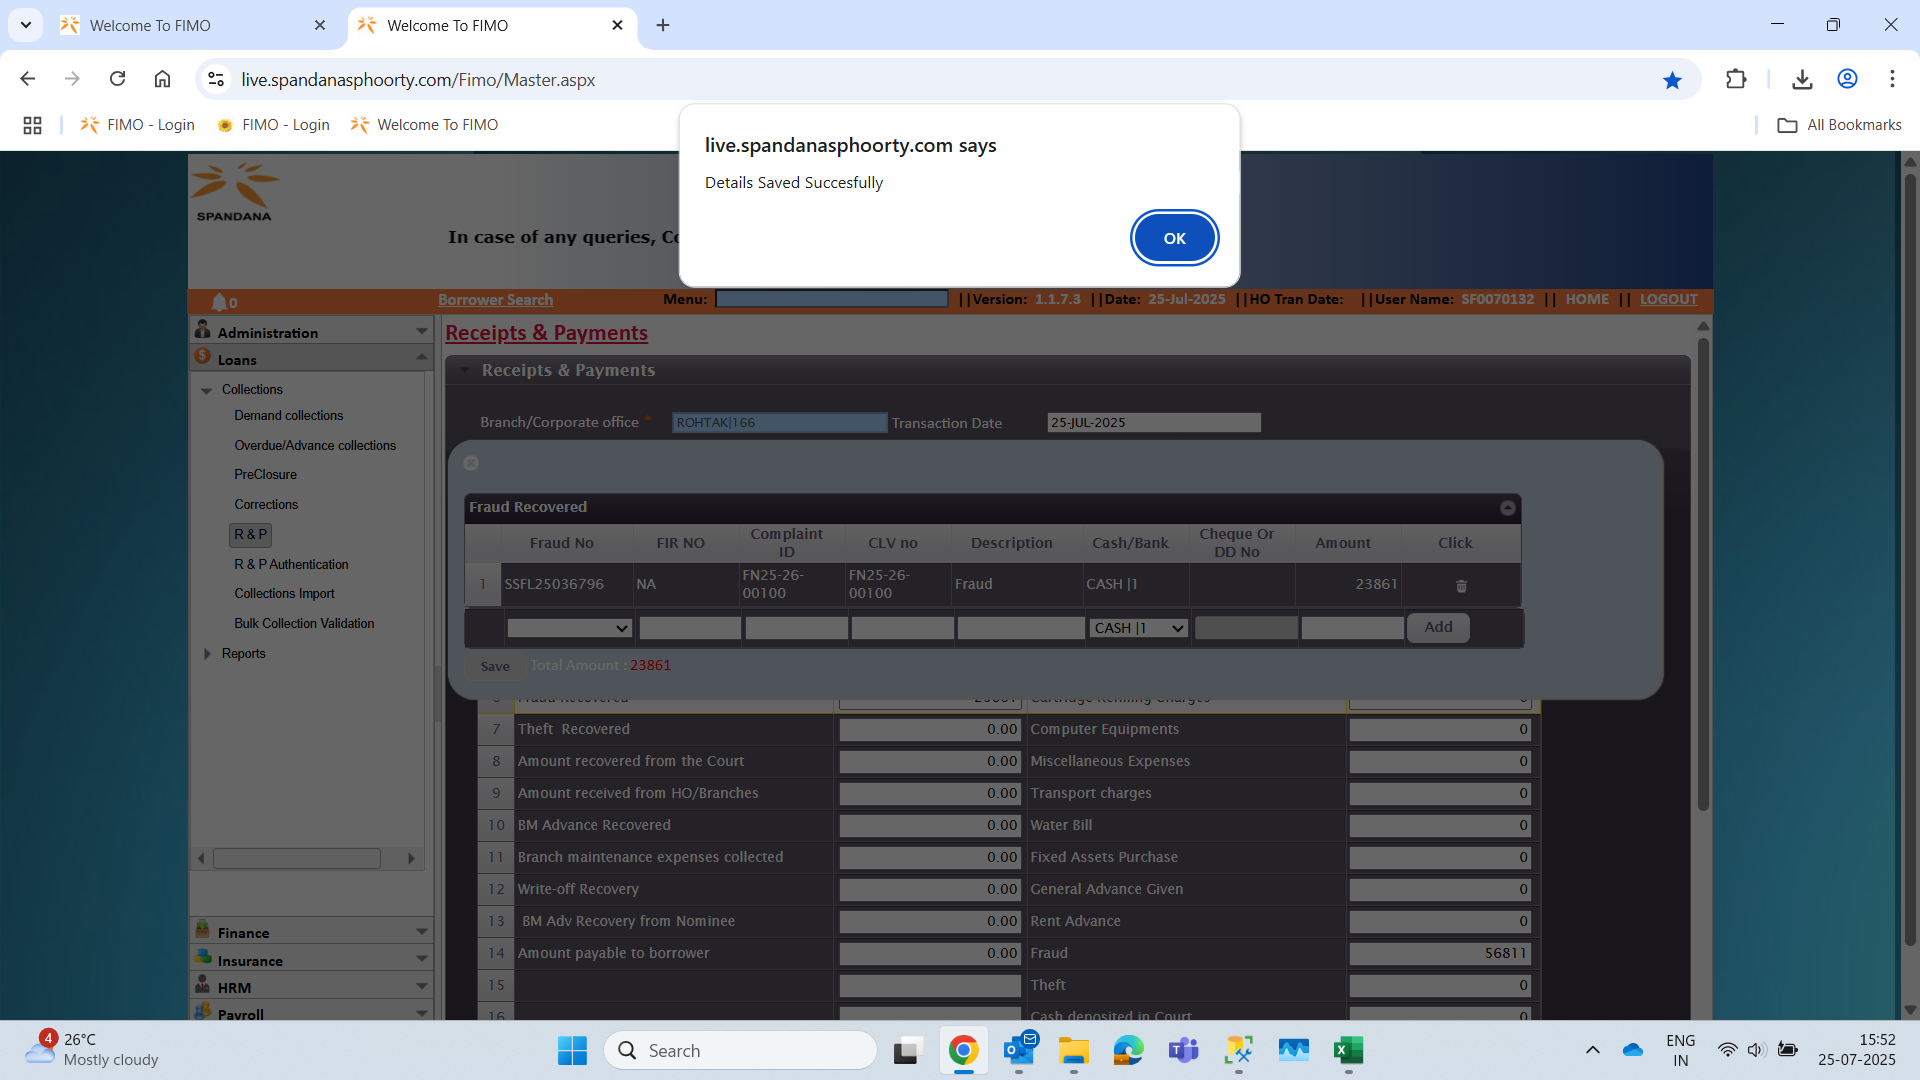 Welcome To FIMO
Welcome To FIMO
live.spandanasphoorty.com/Fimo/Master.aspx
FIMO - Login
FIMO - Login
Welcome To FIMO
All Bookmarks
live.spandanasphoorty.com says
Details Saved Succesfully
OK
SPANDANA
In case of any queries, Co
0
Borrower Search
Menu:
||Version: 1.1.7.3 ||Date: 25-Jul-2025 ||HO Tran Date: ||User Name: SF0070132 || HOME || LOGOUT
Administration
Loans
Collections
Demand collections
Overdue/Advance collections
PreClosure
Corrections
R & P
R & P Authentication
Collections Import
Bulk Collection Validation
Reports
Finance
Insurance
HRM
Payroll
Receipts & Payments
Receipts & Payments
Branch/Corporate office * ROHTAK|166 Transaction Date 25-JUL-2025
Fraud Recovered
Fraud No FIR NO Complaint ID CLV no Description Cash/Bank Cheque Or DD No Amount Click
1 SSFL25036796 NA FN25-26-00100 FN25-26-00100 Fraud CASH |1 23861
CASH |1 Add
Save Total Amount : 23861
6 Fraud Recovered 23861 Cartridge Refilling Charges 0
7 Theft Recovered 0.00 Computer Equipments 0
8 Amount recovered from the Court 0.00 Miscellaneous Expenses 0
9 Amount received from HO/Branches 0.00 Transport charges 0
10 BM Advance Recovered 0.00 Water Bill 0
11 Branch maintenance expenses collected 0.00 Fixed Assets Purchase 0
12 Write-off Recovery 0.00 General Advance Given 0
13 BM Adv Recovery from Nominee 0.00 Rent Advance 0
14 Amount payable to borrower 0.00 Fraud 56811
15 Theft 0
16 Cash deposited in Court 0
4
26°C
Mostly cloudy
Search
ENG
IN
15:52
25-07-2025